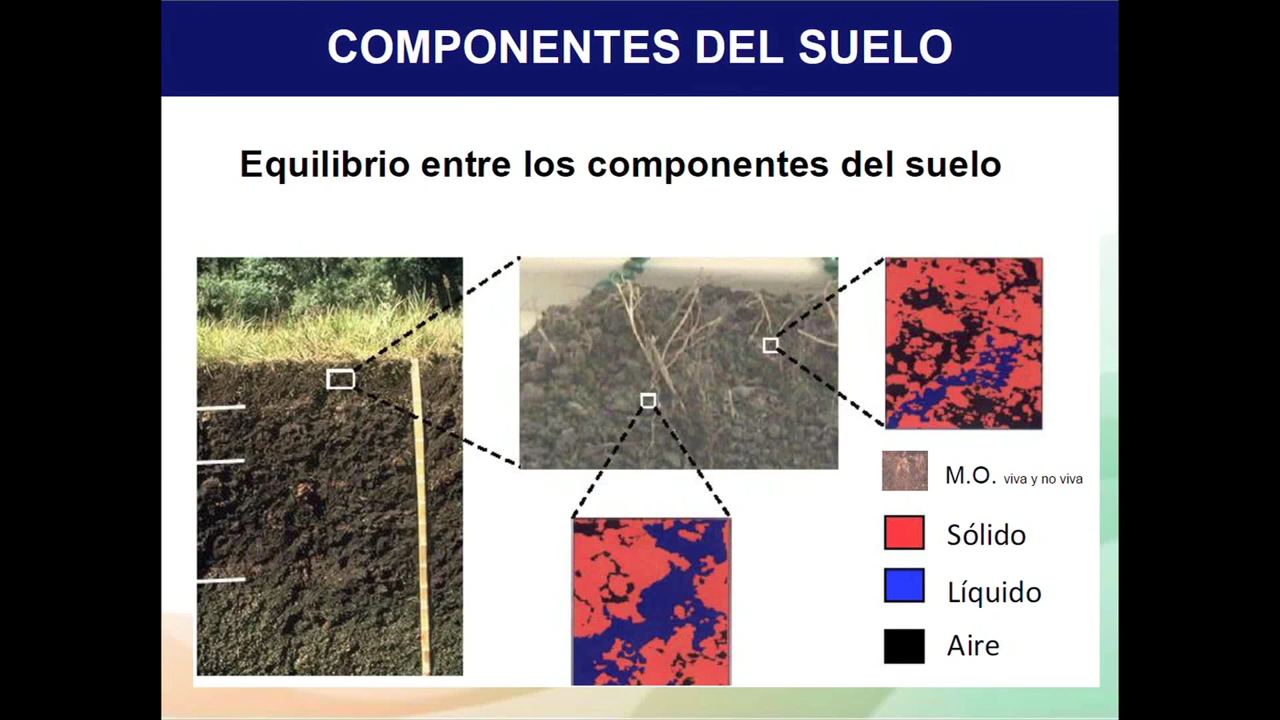 COMPONENTES DEL SUELO
Equilibrio entre los componentes del suelo
M.O. viva y no viva
Sólido
Líquido
Aire